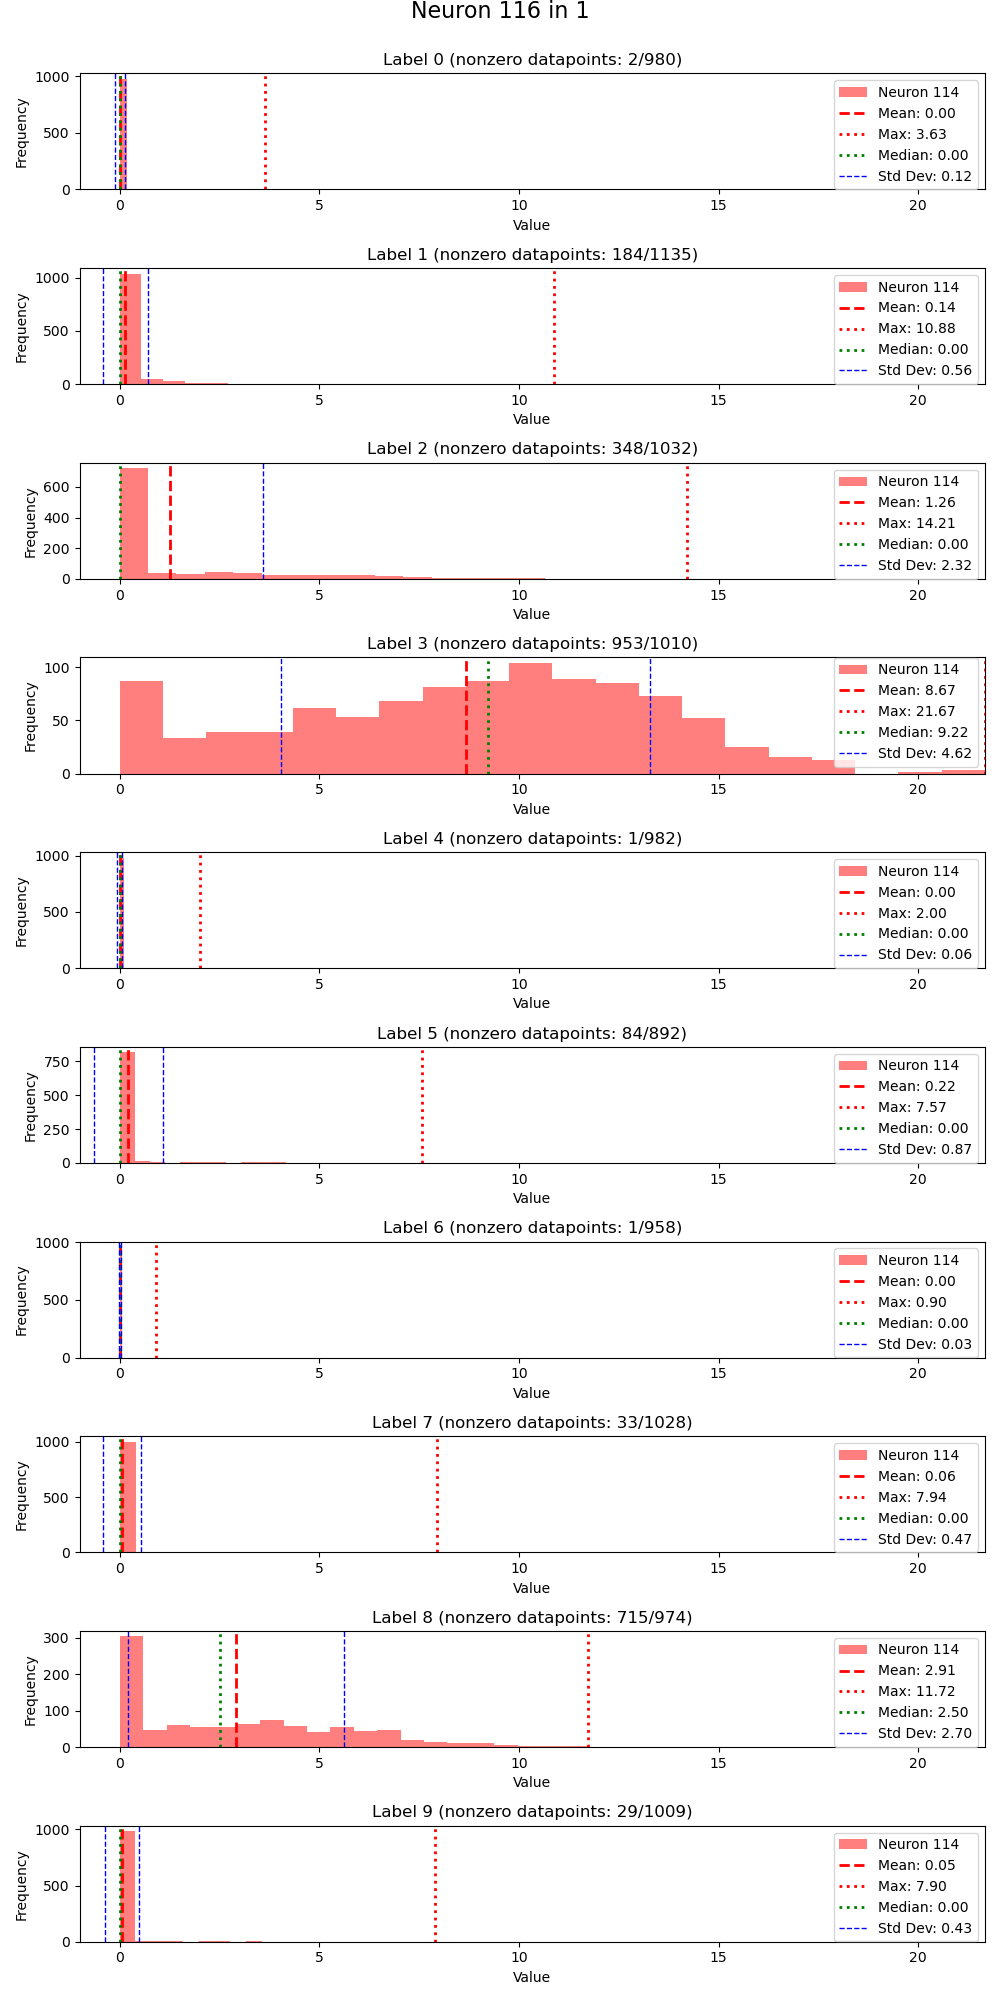 Neuron 116 in 1
Label 0 (nonzero datapoints: 2/980)
Frequency
1000
500
0
Neuron 114
Mean: 0.00
Max: 3.63
Median: 0.00
Std Dev: 0.12
0 5 10 15 20
Value
Label 1 (nonzero datapoints: 184/1135)
Frequency
1000
500
0
Neuron 114
Mean: 0.14
Max: 10.88
Median: 0.00
Std Dev: 0.56
0 5 10 15 20
Value
Label 2 (nonzero datapoints: 348/1032)
Frequency
600
400
200
0
Neuron 114
Mean: 1.26
Max: 14.21
Median: 0.00
Std Dev: 2.32
0 5 10 15 20
Value
Label 3 (nonzero datapoints: 953/1010)
Frequency
100
50
0
Neuron 114
Mean: 8.67
Max: 21.67
Median: 9.22
Std Dev: 4.62
0 5 10 15 20
Value
Label 4 (nonzero datapoints: 1/982)
Frequency
1000
500
0
Neuron 114
Mean: 0.00
Max: 2.00
Median: 0.00
Std Dev: 0.06
0 5 10 15 20
Value
Label 5 (nonzero datapoints: 84/892)
Frequency
750
500
250
0
Neuron 114
Mean: 0.22
Max: 7.57
Median: 0.00
Std Dev: 0.87
0 5 10 15 20
Value
Label 6 (nonzero datapoints: 1/958)
Frequency
1000
500
0
Neuron 114
Mean: 0.00
Max: 0.90
Median: 0.00
Std Dev: 0.03
0 5 10 15 20
Value
Label 7 (nonzero datapoints: 33/1028)
Frequency
1000
500
0
Neuron 114
Mean: 0.06
Max: 7.94
Median: 0.00
Std Dev: 0.47
0 5 10 15 20
Value
Label 8 (nonzero datapoints: 715/974)
Frequency
300
200
100
0
Neuron 114
Mean: 2.91
Max: 11.72
Median: 2.50
Std Dev: 2.70
0 5 10 15 20
Value
Label 9 (nonzero datapoints: 29/1009)
Frequency
1000
500
0
Neuron 114
Mean: 0.05
Max: 7.90
Median: 0.00
Std Dev: 0.43
0 5 10 15 20
Value